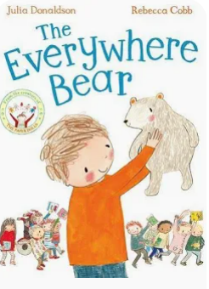 Julia Donaldson Rebecca Cobb
The
Everywhere
Bear